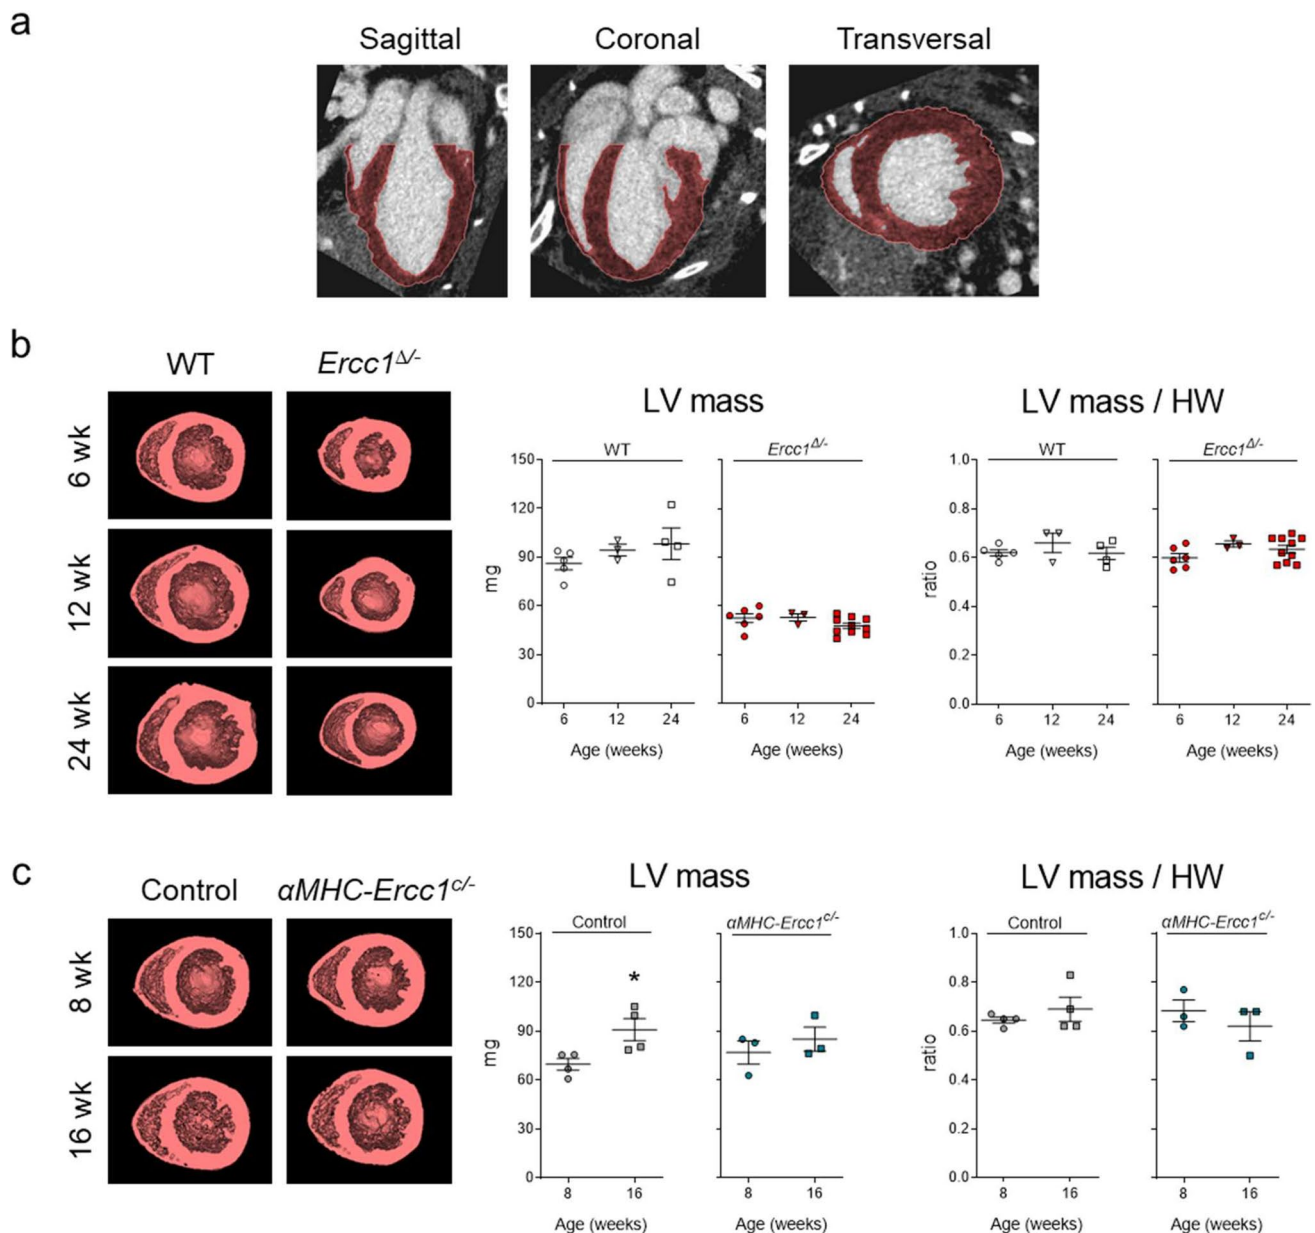 a
Sagittal Coronal Transversal
b
WT Ercc1Δ/-
6 wk
12 wk
24 wk
LV mass
WT Ercc1Δ/-
mg
150
120
90
60
30
0
6 12 24 6 12 24
Age (weeks) Age (weeks)
LV mass / HW
WT Ercc1Δ/-
ratio
1.0
0.8
0.6
0.4
0.2
0.0
6 12 24 6 12 24
Age (weeks) Age (weeks)
c
Control αMHC-Ercc1c/-
8 wk
16 wk
LV mass
Control αMHC-Ercc1c/-
*
mg
150
120
90
60
30
0
8 16 8 16
Age (weeks) Age (weeks)
LV mass / HW
Control αMHC-Ercc1c/-
ratio
1.0
0.8
0.6
0.4
0.2
0.0
8 16 8 16
Age (weeks) Age (weeks)